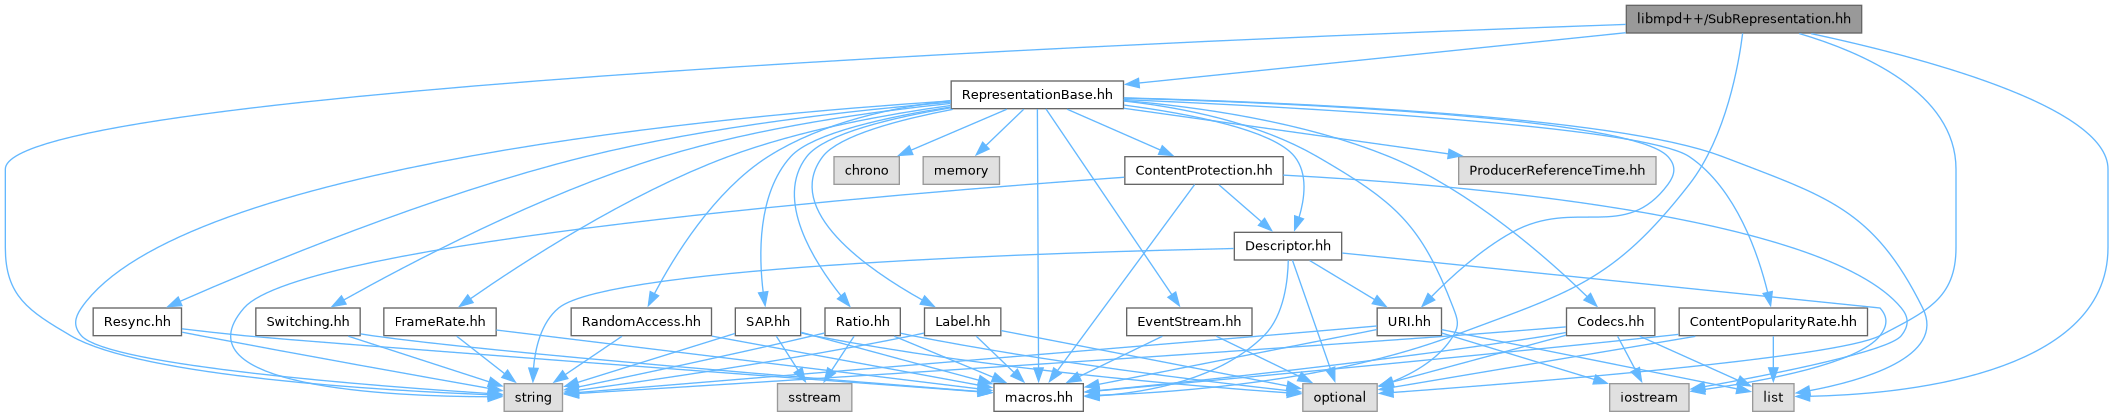 libmpd++/SubRepresentation.hh
RepresentationBase.hh
chrono
memory
ContentProtection.hh
ProducerReferenceTime.hh
Descriptor.hh
Resync.hh
Switching.hh
FrameRate.hh
RandomAccess.hh
SAP.hh
Ratio.hh
Label.hh
EventStream.hh
URI.hh
Codecs.hh
ContentPopularityRate.hh
string
sstream
macros.hh
optional
iostream
list